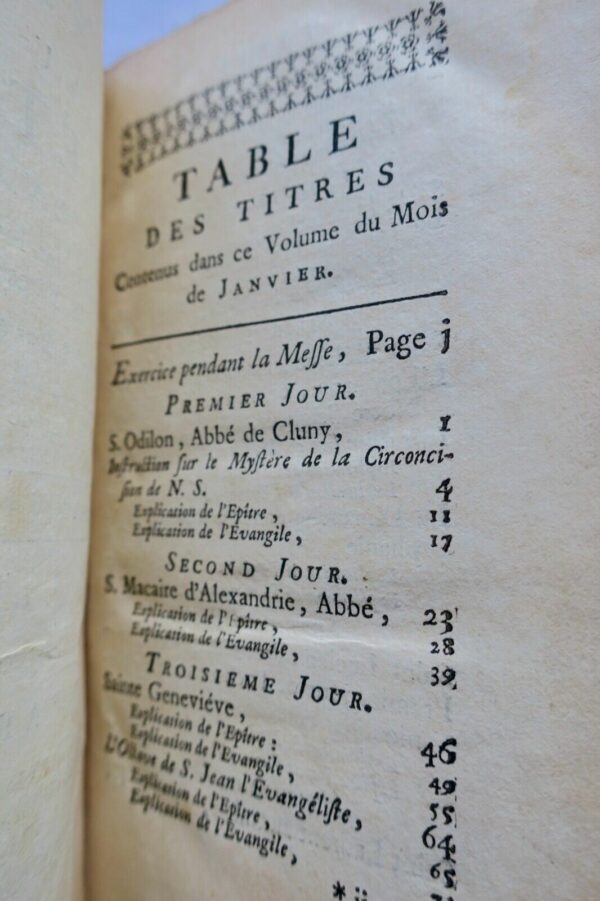 TABLE
DES TITRES
Contenus dans ce Volume du Mois
de JANVIER.
Exercice pendant la Meſſe, Page j
PREMIER JOUR.
S. Odilon, Abbé de Cluny, 1
Inſtruction ſur le Myſtère de la Circonci-
ſion de N. S. 4
Explication de l'Epître, 11
Explication de l'Evangile, 17
SECOND JOUR.
S. Macaire d'Alexandrie, Abbé, 23
Explication de l'Epître, 28
Explication de l'Evangile, 39
TROISIEME JOUR.
Sainte Geneviéve, 46
Explication de l'Epître: 49
Explication de l'Evangile, 55
L'Octave de S. Jean l'Evangéliſte, 64
Explication de l'Epître, 65
Explication de l'Evangile,
* ij